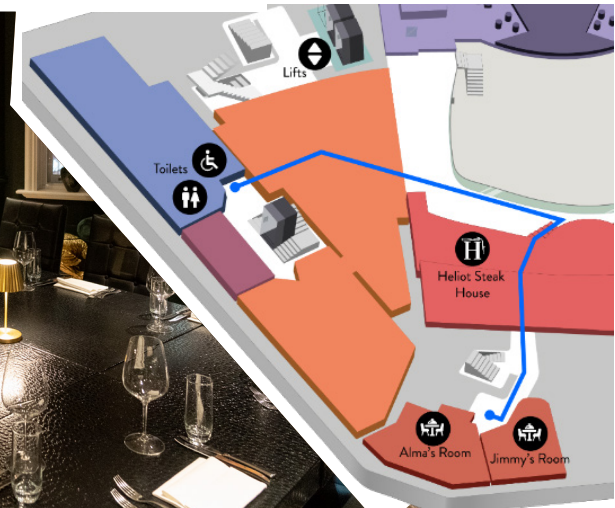 Lifts
Toilets
H
Heliot Steak
House
Alma's Room
Jimmy's Room